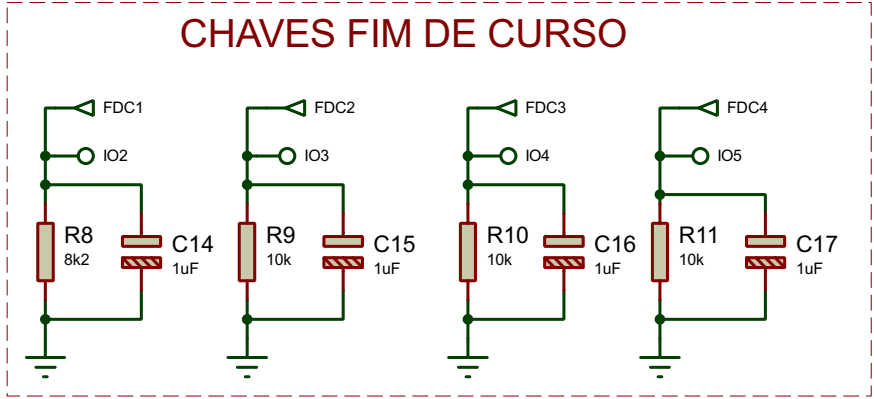 CHAVES FIM DE CURSO
FDC1
FDC2
FDC3
FDC4
IO2
IO3
IO4
IO5
R8
8k2
C14
1uF
R9
10k
C15
1uF
R10
10k
C16
1uF
R11
10k
C17
1uF